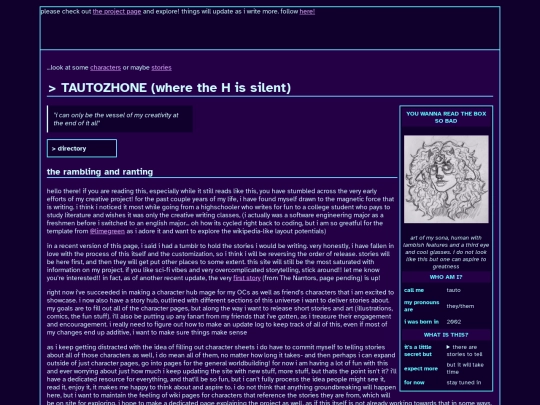 please check out the project page and explore! things will update as i write more. follow here!
...look at some characters or maybe stories
> TAUTOZHONE (where the H is silent)
"I can only be the vessel of my creativity at
the end of it all"
> directory
the rambling and ranting
hello there! if you are reading this, especially while it still reads like this, you have stumbled across the very early
efforts of my creative project! for the past couple years of my life, i have found myself drawn to the magnetic force that
is writing. i think i noticed it most while going from a highschooler who writes for fun to a college student who pays to
study literature and wishes it was only the creative writing classes, (i actually was a software engineering major as a
freshmen before i switched to an english major... oh how its cycled right back to coding, but i am so grateful for the
template from @limegreen as i adore it and want to explore the wikipedia-like layout potentials)
in a recent version of this page, i said i had a tumblr to hold the stories i would be writing. very honestly, i have fallen in
love with the process of this itself and the customization, so i think i will be reversing the order of release. stories will
be here first, and then they will get put other places to some extent. this site will still be the most saturated with
information on my project. if you like sci-fi vibes and very overcomplicated storytelling, stick around!! let me know
you're interested!! in fact, as of another recent update, the very first story (from The Narrtors, page pending) is up!
right now i've succeeded in making a character hub mage for my OCs as well as friend's characters that i am excited to
showcase. i now also have a story hub, outlined with different sections of this universe i want to deliver stories about.
my goals are to fill out all of the character pages, but along the way i want to release short stories and art (illustrations,
comics, the fun stuff). i'll also be putting up any fanart from my friends that i've gotten, as i treasure their engagement
and encouragement. i really need to figure out how to make an update log to keep track of all of this, even if most of
my changes end up additive, i want to make sure things make sense
as i keep getting distracted with the idea of filling out character sheets i do have to commit myself to telling stories
about all of those characters as well, i do mean all of them, no matter how long it takes- and then perhaps i can expand
outside of just character pages, go into pages for the general worldbuilding! for now i am having a lot of fun with this
and ever worrying about just how much i keep updating the site with new stuff, more stuff, but thats the point isn't it? i'll
have a dedicated resource for everything, and that'll be so fun, but i can't fully process the idea people might see it,
read it, enjoy it, it makes me happy to think about and aspire to. i do not think that anything groundbreaking will happen
here, but i want to maintain the feeling of wiki pages for characters that reference the stories they are from, which will
be on site for exploring. i hope to make a dedicated page explaining the project as well, as if this itself is not already working towards that in some ways.
YOU WANNA READ THE BOX
SO BAD
art of my sona, human with
lambish features and a third eye
and cool glasses. I do not look
like this but one can aspire to
greatness
WHO AM I?
call me tauto
my pronouns
are they/them
i was born in 2002
WHAT IS THIS?
it's a little
secret but ▶ there are
stories to tell
expect more but it will take
time
for now stay tuned in